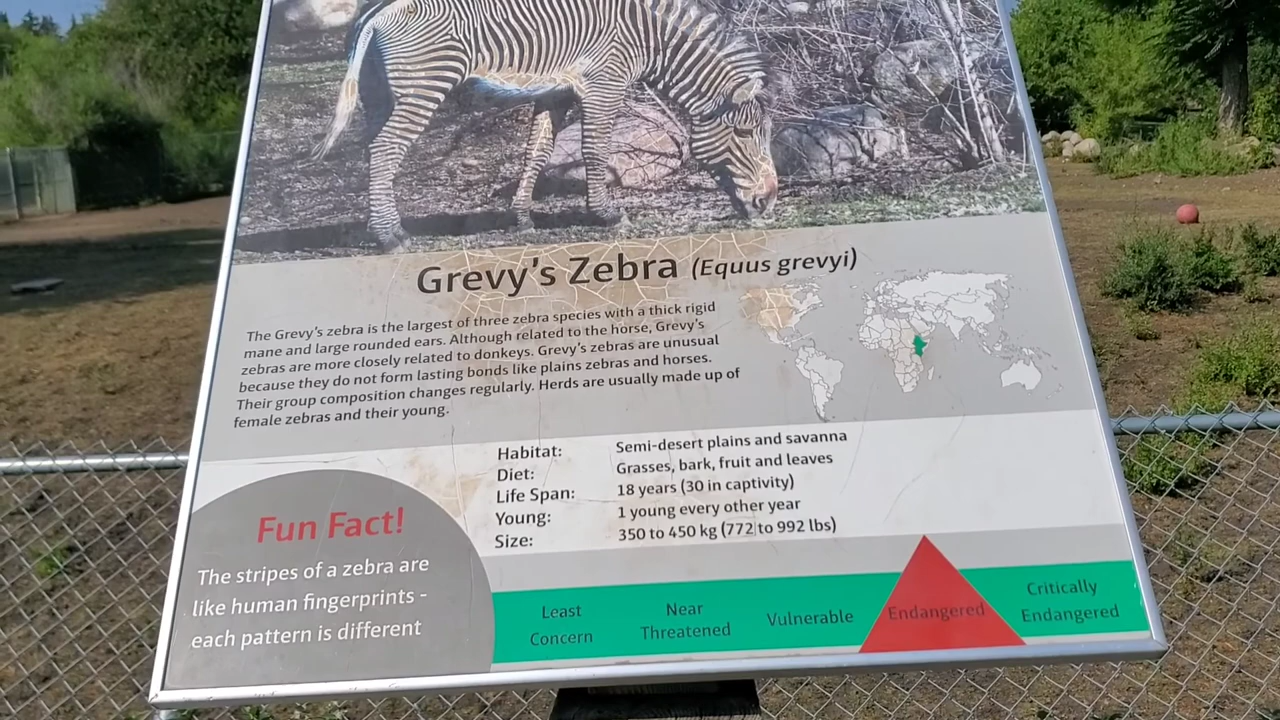 Grevy's Zebra (Equus grevyi)
The Grevy's zebra is the largest of three zebra species with a thick rigid
mane and large rounded ears. Although related to the horse, Grevy's
zebras are more closely related to donkeys. Grevy's zebras are unusual
because they do not form lasting bonds like plains zebras and horses.
Their group composition changes regularly. Herds are usually made up of
female zebras and their young.
Habitat: Semi-desert plains and savanna
Diet: Grasses, bark, fruit and leaves
Life Span: 18 years (30 in captivity)
Young: 1 young every other year
Size: 350 to 450 kg (772 to 992 lbs)
Fun Fact!
The stripes of a zebra are
like human fingerprints -
each pattern is different
Least
Concern
Near
Threatened
Vulnerable
Endangered
Critically
Endangered